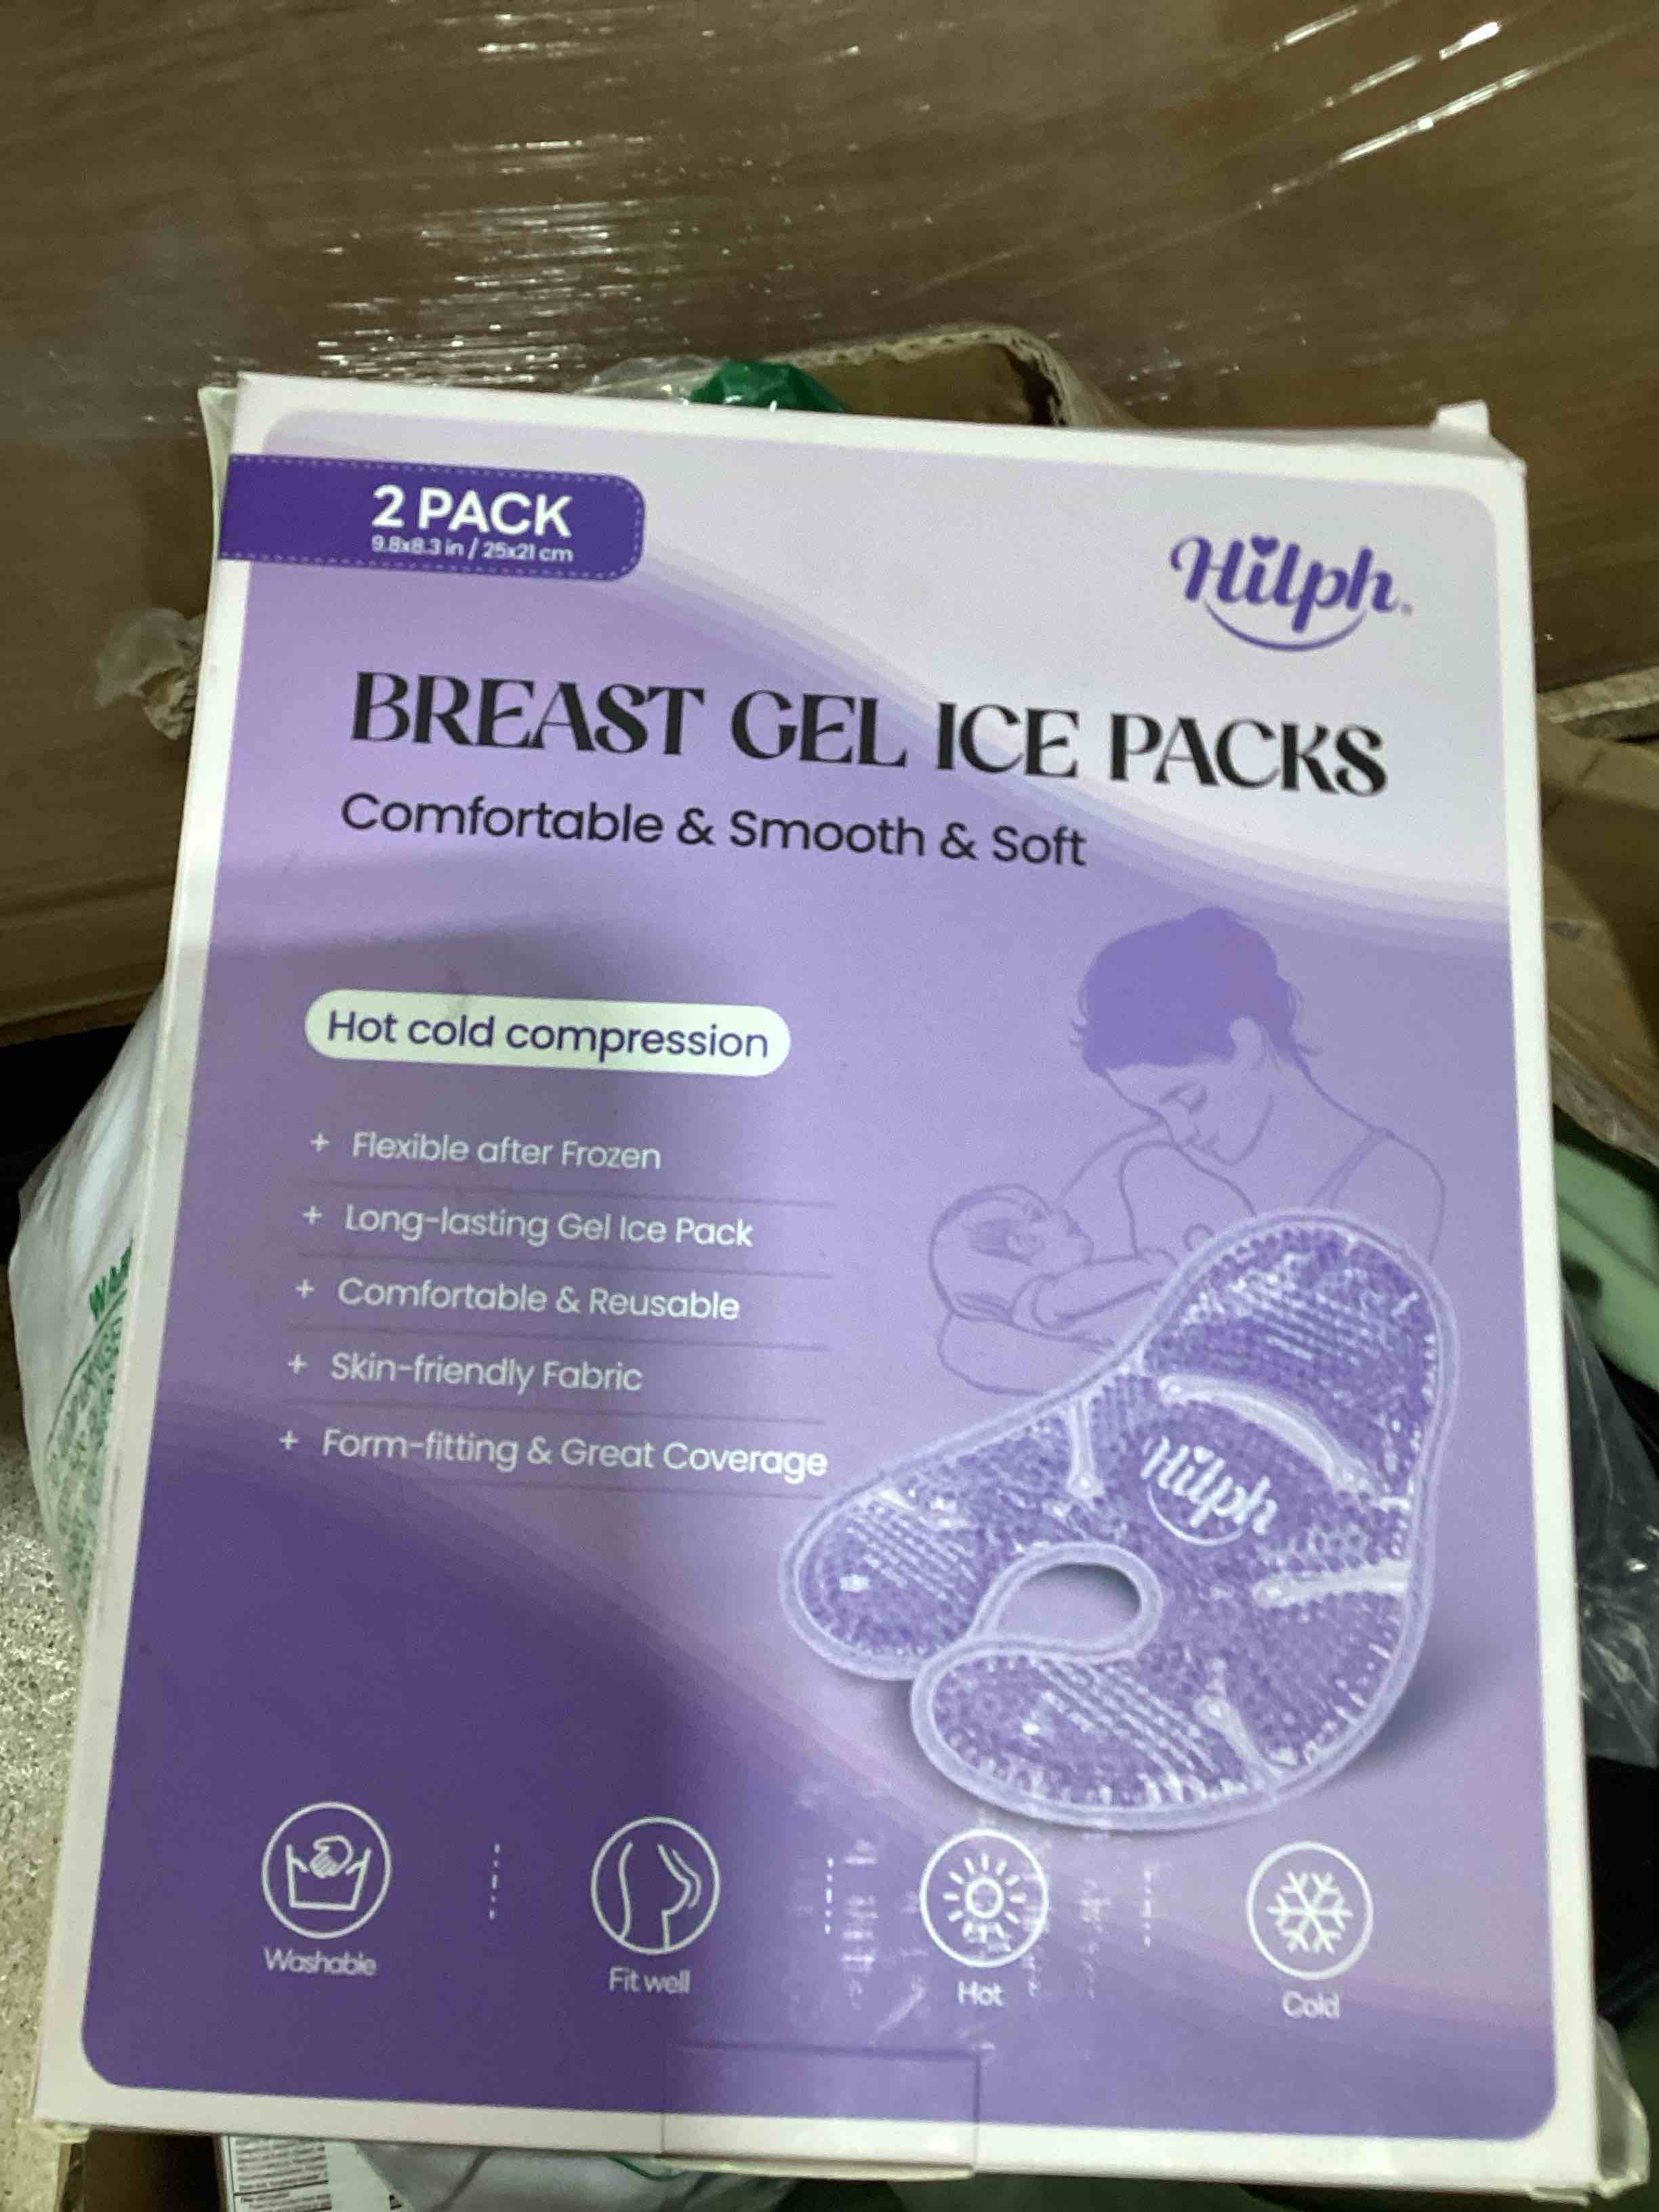 2 PACK
9.8x8.3 in / 25x21 cm
Hilph®
BREAST GEL ICE PACKS
Comfortable & Smooth & Soft
Hot cold compression
+ Flexible after Frozen
+ Long-lasting Gel Ice Pack
+ Comfortable & Reusable
+ Skin-friendly Fabric
+ Form-fitting & Great Coverage
Hilph
Washable
Fit well
Hot
Cold